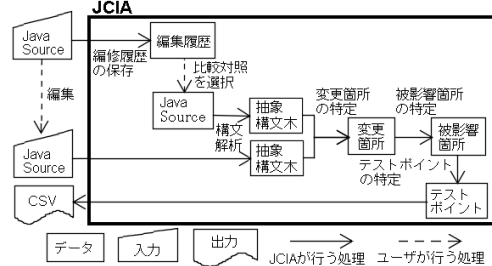 JCIA
Java
Source
編修履歴
の保存
編集履歴
編集
比較対照
を選択
Java
Source
構文
解析
抽象
構文木
変更箇所
の特定
被影響箇所
の特定
変更
箇所
被影響
箇所
Java
Source
抽象
構文木
テストポイント
の特定
CSV
テスト
ポイント
データ
入力
出力
JCIAが行う処理
ユーザが行う処理